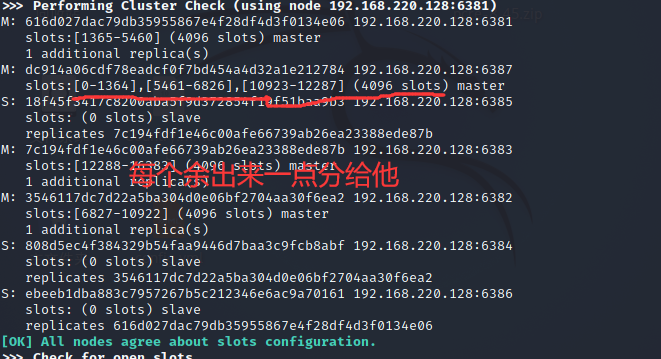 >>> Performing Cluster Check (using node 192.168.220.128:6381)
M: 616d027dac79db35955867e4f28df4d3f0134e06 192.168.220.128:6381
slots:[1365-5460] (4096 slots) master
1 additional replica(s)
M: dc914a06cdf78eadcf0f7bd454a4d32a1e212784 192.168.220.128:6387
slots:[0-1364],[5461-6826],[10923-12287] (4096 slots) master
S: 192.168.220.128:6385
slots: (0 slots) slave
replicates 7c194fdf1e46c00afe66739ab26ea23388ede87b
M: 7c194fdf1e46c00afe66739ab26ea23388ede87b 192.168.220.128:6383
slots:[12288-16383] (4096 slots) master
每个余出来一点分给他
1 additional replica(s)
M: 3546117dc7d22a5ba304d0e06bf2704aa30f6ea2 192.168.220.128:6382
slots:[6827-10922] (4096 slots) master
1 additional replica(s)
S: 808d5ec4f384329b54faa9446d7baa3c9fcb8abf 192.168.220.128:6384
slots: (0 slots) slave
replicates 3546117dc7d22a5ba304d0e06bf2704aa30f6ea2
S: ebeeb1dba883c7957267b5c212346e6ac9a70161 192.168.220.128:6386
slots: (0 slots) slave
replicates 616d027dac79db35955867e4f28df4d3f0134e06
[OK] All nodes agree about slots configuration.
>>> Check for open slots